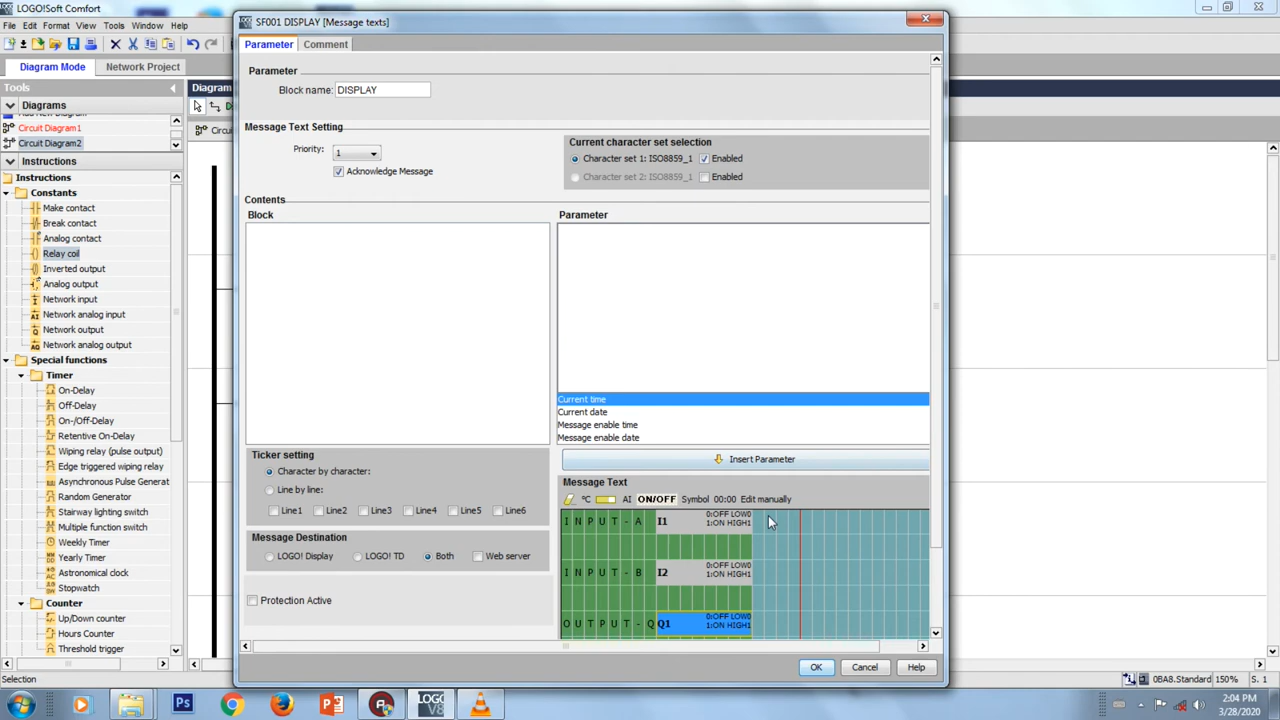 LOGO!Soft Comfort
File Edit Format View Tools Window Help
Diagram Mode Network Project
Tools
Diagrams
Add New Diagram
Circuit Diagram1
Circuit Diagram2
Instructions
Instructions
Constants
Make contact
Break contact
Analog contact
Relay coil
Inverted output
Analog output
Network input
Network analog input
Network output
Network analog output
Special functions
Timer
On-Delay
Off-Delay
On-/Off-Delay
Retentive On-Delay
Wiping relay (pulse output)
Edge triggered wiping relay
Asynchronous Pulse Generat
Random Generator
Stairway lighting switch
Multiple function switch
Weekly Timer
Yearly Timer
Astronomical clock
Stopwatch
Counter
Up/Down counter
Hours Counter
Threshold trigger
Selection
Diagram
Circui
SF001 DISPLAY [Message texts]
Parameter Comment
Parameter
Block name: DISPLAY
Message Text Setting
Priority: 1
Acknowledge Message
Current character set selection
Character set 1: ISO8859_1 Enabled
Character set 2: ISO8859_1 Enabled
Contents
Block
Parameter
Current time
Current date
Message enable time
Message enable date
Insert Parameter
Ticker setting
Character by character:
Line by line:
Line1 Line2 Line3 Line4 Line5 Line6
Message Destination
LOGO! Display LOGO! TD Both Web server
Protection Active
Message Text
°C AI ON/OFF Symbol 00:00 Edit manually
INPUT-A I1 0:OFF LOW0
1:ON HIGH1
INPUT-B I2 0:OFF LOW0
1:ON HIGH1
OUTPUT-Q Q1 0:OFF LOW0
1:ON HIGH1
OK Cancel Help
0BA8.Standard 150% S. 1
2:04 PM
3/28/2020